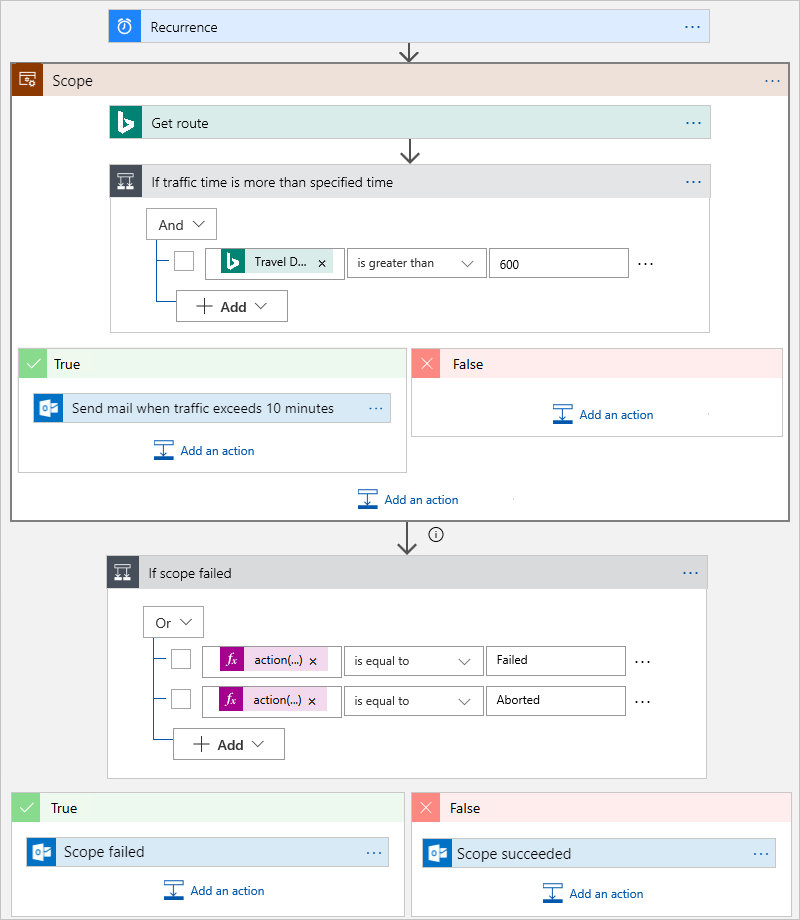 Recurrence ...
Scope ...
Get route ...
If traffic time is more than specified time ...
And
Travel D... × is greater than 600 ...
+ Add
True
False
Send mail when traffic exceeds 10 minutes ...
Add an action
Add an action
Add an action
If scope failed ...
Or
fx action(...) × is equal to Failed ...
fx action(...) × is equal to Aborted ...
+ Add
True
False
Scope failed ...
Scope succeeded ...
Add an action
Add an action